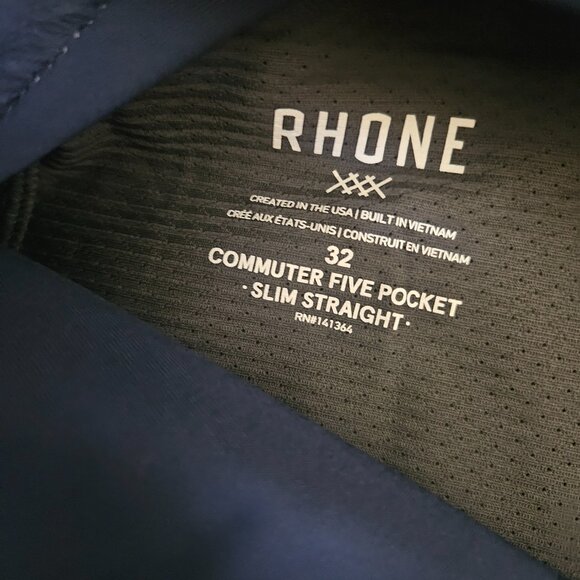 RHONE
CREATED IN THE USA | BUILT IN VIETNAM
CRÉÉ AUX ÉTATS-UNIS | CONSTRUIT EN VIETNAM
32
COMMUTER FIVE POCKET
· SLIM STRAIGHT ·
RN#141364